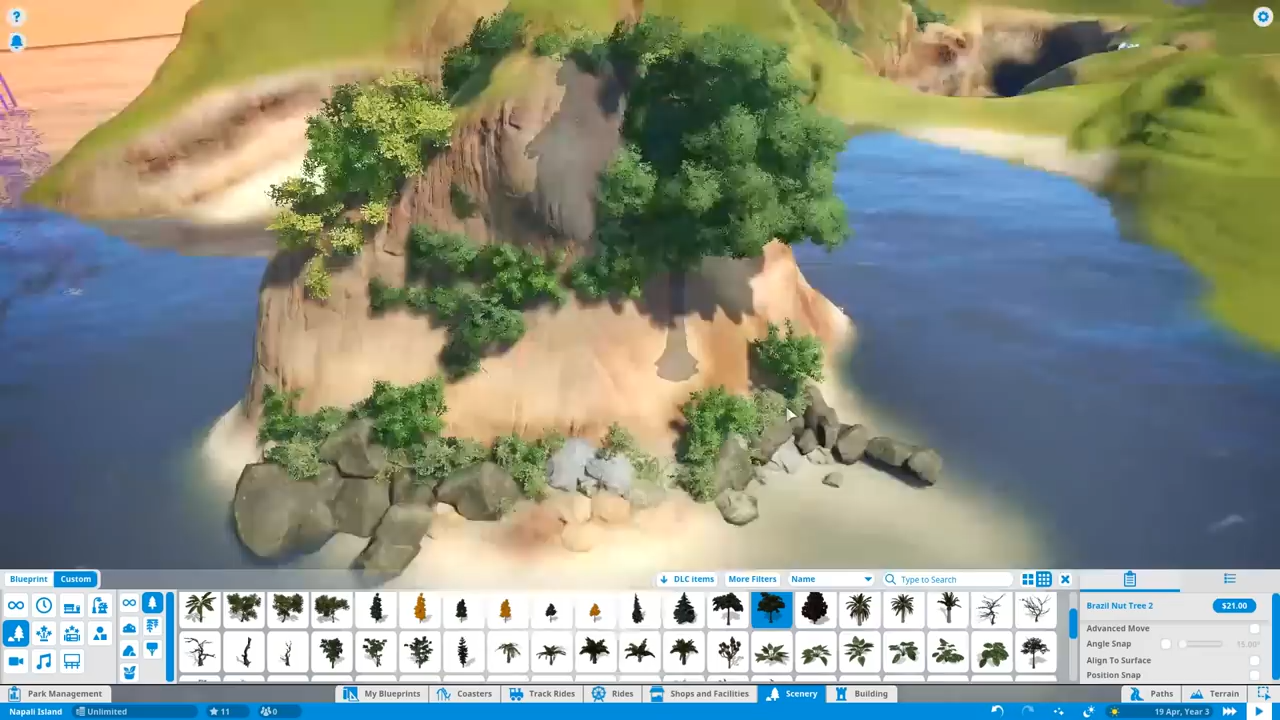 ?
Blueprint Custom DLC items More Filters Name Type to Search
Brazil Nut Tree 2 $21.00
Advanced Move
Angle Snap 15.00°
Align To Surface
Position Snap
Park Management My Blueprints Coasters Track Rides Rides Shops and Facilities Scenery Building Paths Terrain
Napali Island Unlimited 11 0 19 Apr, Year 3